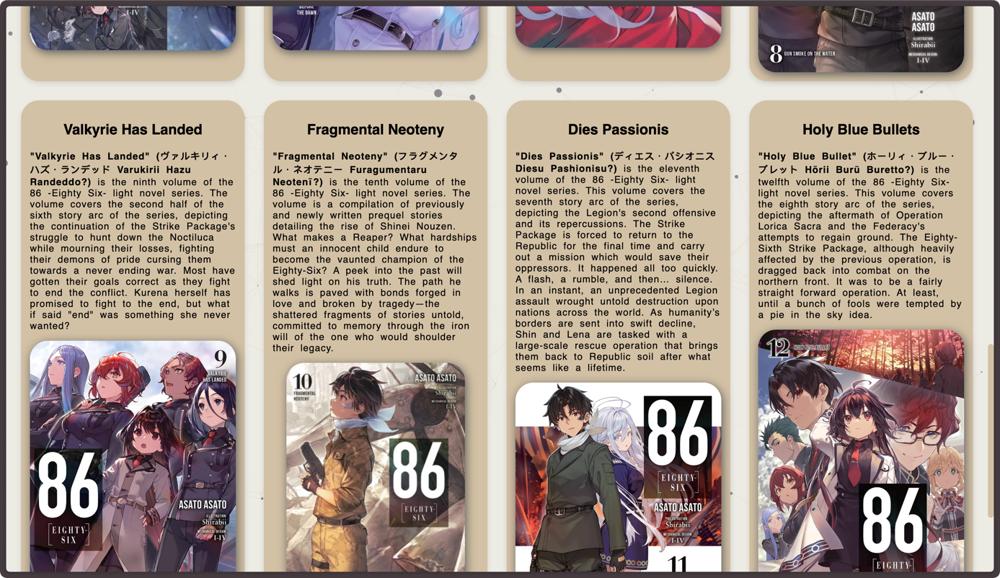 I-IV
BEFORE
THE DAWN
ASATO
ASATO
ILLUSTRATION
Shirabii
MECHANICAL DESIGN
I-IV
8 GUN SMOKE ON THE WATER
Valkyrie Has Landed
"Valkyrie Has Landed" (ヴァルキリィ・
ハズ・ランデッド Varukirii Hazu
Randeddo?) is the ninth volume of the
86 -Eighty Six- light novel series. The
volume covers the second half of the
sixth story arc of the series, depicting
the continuation of the Strike Package's
struggle to hunt down the Noctiluca
while mourning their losses, fighting
their demons of pride cursing them
towards a never ending war. Most have
gotten their goals correct as they fight
to end the conflict. Kurena herself has
promised to fight to the end, but what
if said "end" was something she never
wanted?
9
VALKYRIE
HAS LANDED
86
EIGHTY-
SIX
ASATO ASATO
ILLUSTRATION
Shirabii
MECHANICAL DESIGN
I-IV
Fragmental Neoteny
"Fragmental Neoteny" (フラグメンタ
ル・ネオテニー Furagumentaru
Neotenī?) is the tenth volume of the
86 -Eighty Six- light novel series. The
volume is a compilation of previously
and newly written prequel stories
detailing the rise of Shinei Nouzen.
What makes a Reaper? What hardships
must an innocent child endure to
become the vaunted champion of the
Eighty-Six? A peek into the past will
shed light on his truth. The path he
walks is paved with bonds forged in
love and broken by tragedy—the
shattered fragments of stories untold,
committed to memory through the iron
will of the one who would shoulder
their legacy.
10
FRAGMENTAL
NEOTENY
ASATO ASATO
ILLUSTRATION
Shirabii
MECHANICAL DESIGN
I-IV
86
EIGHTY-
SIX
Dies Passionis
"Dies Passionis" (ディエス・パシオニス
Diesu Pashionisu?) is the eleventh
volume of the 86 -Eighty Six- light
novel series. This volume covers the
seventh story arc of the series,
depicting the Legion's second offensive
and its repercussions. The Strike
Package is forced to return to the
Republic for the final time and carry
out a mission which would save their
oppressors. It happened all too quickly.
A flash, a rumble, and then... silence.
In an instant, an unprecedented Legion
assault wrought untold destruction upon
nations across the world. As humanity's
borders are sent into swift decline,
Shin and Lena are tasked with a
large-scale rescue operation that brings
them back to Republic soil after what
seems like a lifetime.
86
EIGHTY-
SIX
ASATO ASATO
ILLUSTRATION
Shirabii
MECHANICAL DESIGN
I-IV
11
Holy Blue Bullets
"Holy Blue Bullet" (ホーリィ・ブルー・
ブレット Hōrii Burū Buretto?) is the
twelfth volume of the 86 -Eighty Six-
light novel series. This volume covers
the eighth story arc of the series,
depicting the aftermath of Operation
Lorica Sacra and the Federacy's
attempts to regain ground. The Eighty-
Sixth Strike Package, although heavily
affected by the previous operation, is
dragged back into combat on the
northern front. It was to be a fairly
straight forward operation. At least,
until a bunch of fools were tempted by
a pie in the sky idea.
12 HOLY BLUE BULLET
86
EIGHTY-